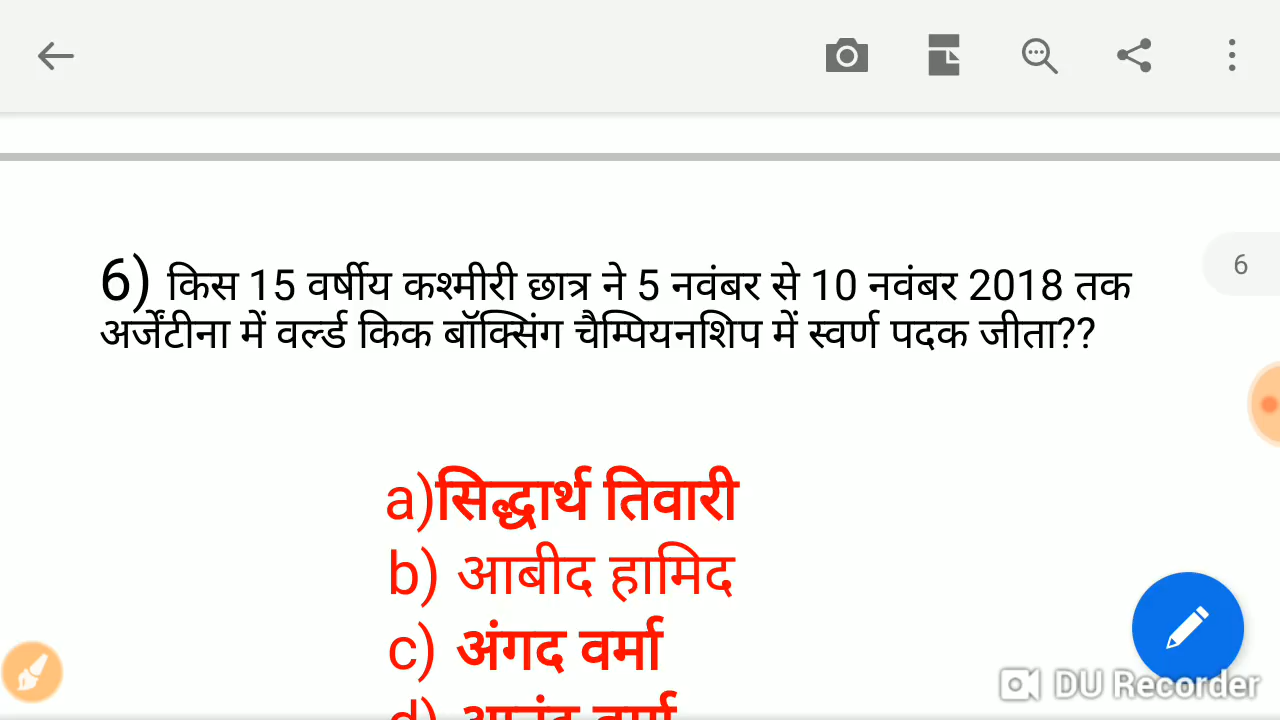 6
6) किस 15 वर्षीय कश्मीरी छात्र ने 5 नवंबर से 10 नवंबर 2018 तक
अर्जेंटीना में वर्ल्ड किक बॉक्सिंग चैम्पियनशिप में स्वर्ण पदक जीता??
a)सिद्धार्थ तिवारी
b) आबीद हामिद
c) अंगद वर्मा
DU Recorder